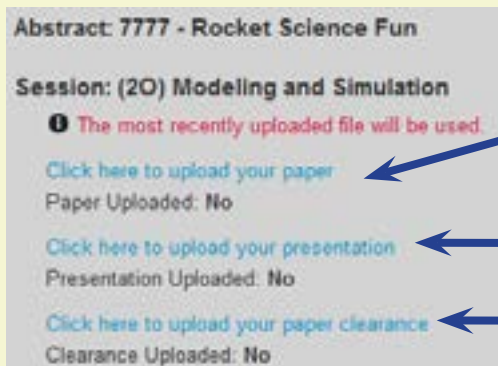 Abstract: 7777 - Rocket Science Fun
Session: (2O) Modeling and Simulation
The most recently uploaded file will be used.
Click here to upload your paper
Paper Uploaded: No
Click here to upload your presentation
Presentation Uploaded: No
Click here to upload your paper clearance
Clearance Uploaded: No